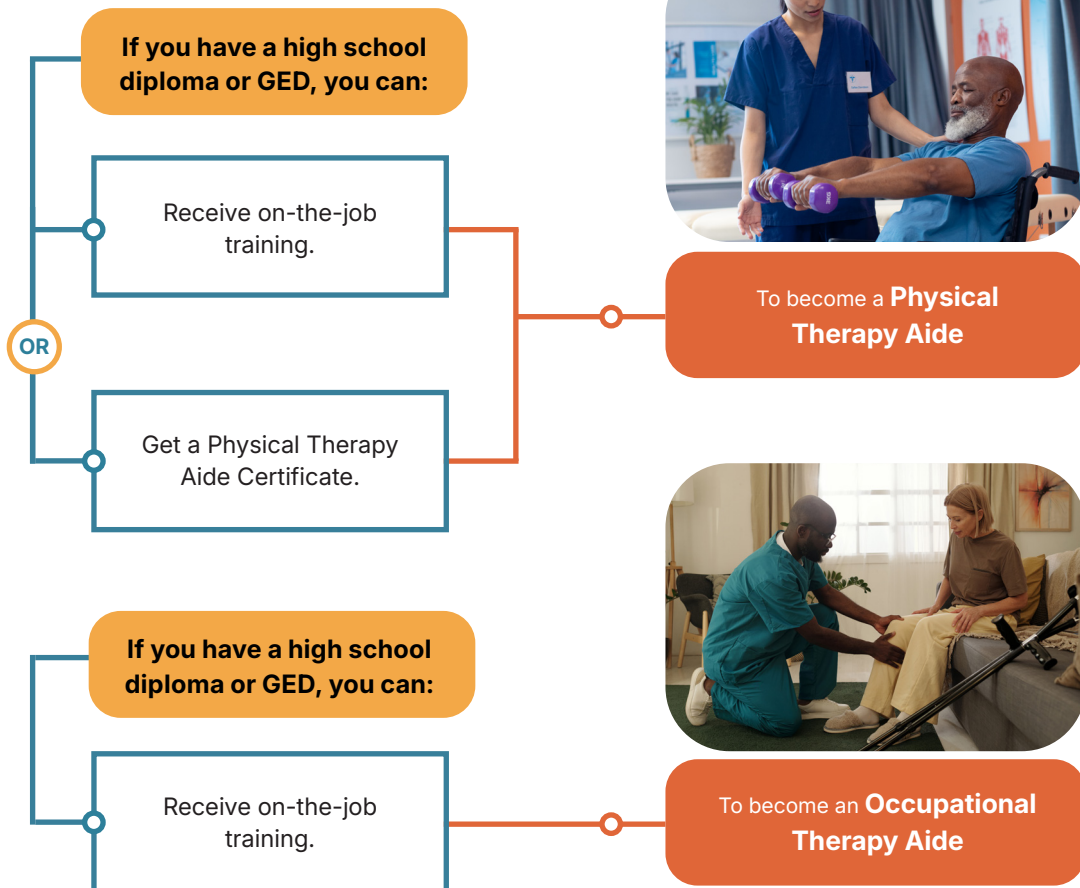 If you have a high school
diploma or GED, you can:
Receive on-the-job
training.
OR
Get a Physical Therapy
Aide Certificate.
To become a Physical
Therapy Aide
If you have a high school
diploma or GED, you can:
Receive on-the-job
training.
To become an Occupational
Therapy Aide